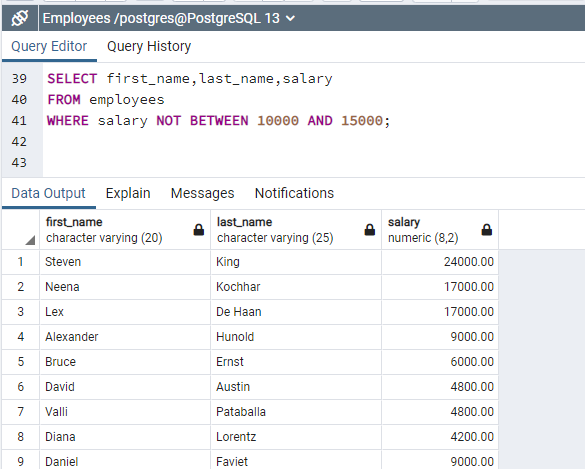 Employees /postgres@PostgreSQL 13
Query Editor Query History
39 SELECT first_name,last_name,salary
40 FROM employees
41 WHERE salary NOT BETWEEN 10000 AND 15000;
42
43
Data Output Explain Messages Notifications
first_name last_name salary
character varying (20) character varying (25) numeric (8,2)
1 Steven King 24000.00
2 Neena Kochhar 17000.00
3 Lex De Haan 17000.00
4 Alexander Hunold 9000.00
5 Bruce Ernst 6000.00
6 David Austin 4800.00
7 Valli Pataballa 4800.00
8 Diana Lorentz 4200.00
9 Daniel Faviet 9000.00